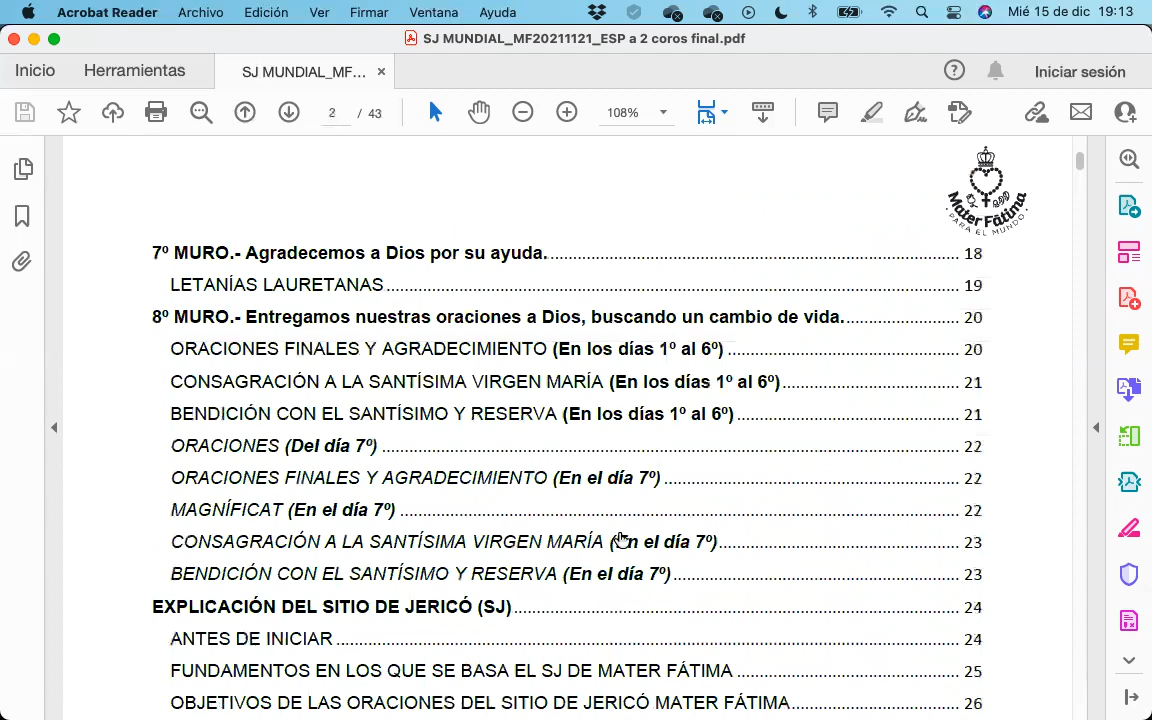 Acrobat Reader Archivo Edición Ver Firmar Ventana Ayuda Mié 15 de dic 19:13
SJ MUNDIAL_MF20211121_ESP a 2 coros final.pdf
Inicio Herramientas SJ MUNDIAL_MF... × Iniciar sesión
2 / 43 108%
Mater Fátima
PARA EL MUNDO
7º MURO.- Agradecemos a Dios por su ayuda. 18
LETANÍAS LAURETANAS 19
8º MURO.- Entregamos nuestras oraciones a Dios, buscando un cambio de vida. 20
ORACIONES FINALES Y AGRADECIMIENTO (En los días 1º al 6º) 20
CONSAGRACIÓN A LA SANTÍSIMA VIRGEN MARÍA (En los días 1º al 6º) 21
BENDICIÓN CON EL SANTÍSIMO Y RESERVA (En los días 1º al 6º) 21
ORACIONES (Del día 7º) 22
ORACIONES FINALES Y AGRADECIMIENTO (En el día 7º) 22
MAGNÍFICAT (En el día 7º) 22
CONSAGRACIÓN A LA SANTÍSIMA VIRGEN MARÍA (En el día 7º) 23
BENDICIÓN CON EL SANTÍSIMO Y RESERVA (En el día 7º) 23
EXPLICACIÓN DEL SITIO DE JERICÓ (SJ) 24
ANTES DE INICIAR 24
FUNDAMENTOS EN LOS QUE SE BASA EL SJ DE MATER FÁTIMA 25
OBJETIVOS DE LAS ORACIONES DEL SITIO DE JERICÓ MATER FÁTIMA 26